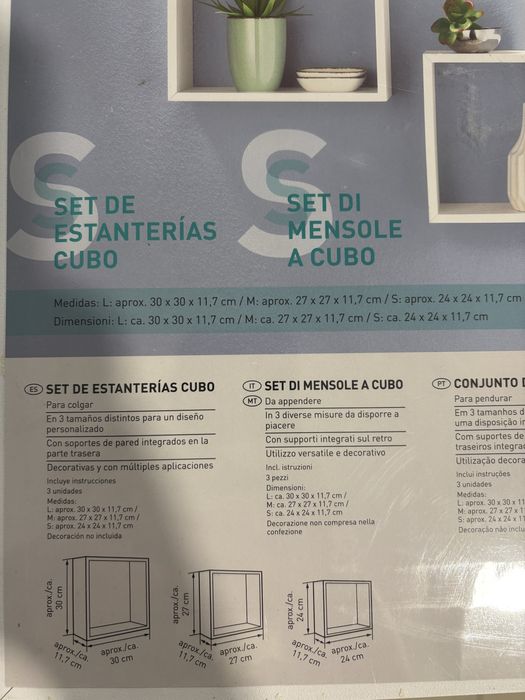 S
SET DE
ESTANTERÍAS
CUBO
S
SET DI
MENSOLE
A CUBO
Medidas: L: aprox. 30 x 30 x 11,7 cm / M: aprox. 27 x 27 x 11,7 cm / S: aprox. 24 x 24 x 11,7 cm
Dimensioni: L: ca. 30 x 30 x 11,7 cm / M: ca. 27 x 27 x 11,7 cm / S: ca. 24 x 24 x 11,7 cm
ES SET DE ESTANTERÍAS CUBO
Para colgar
En 3 tamaños distintos para un diseño
personalizado
Con soportes de pared integrados en la
parte trasera
Decorativas y con múltiples aplicaciones
Incluye instrucciones
3 unidades
Medidas:
L: aprox. 30 x 30 x 11,7 cm /
M: aprox. 27 x 27 x 11,7 cm /
S: aprox. 24 x 24 x 11,7 cm
Decoración no incluida
IT SET DI MENSOLE A CUBO
MT Da appendere
In 3 diverse misure da disporre a
piacere
Con supporti integrati sul retro
Utilizzo versatile e decorativo
Incl. istruzioni
3 pezzi
Dimensioni:
L: ca. 30 x 30 x 11,7 cm /
M: ca. 27 x 27 x 11,7 cm /
S: ca. 24 x 24 x 11,7 cm
Decorazione non compresa nella
confezione
PT CONJUNTO
Para pendurar
Em 3 tamanhos
uma disposição
Com suportes de
traseiros
Utilização
Inclui instruções
3 unidades
Medidas:
L: aprox. 30 x 30 x
M: aprox. 27 x 27 x
S: aprox. 24 x 24 x
Decoração não
aprox./ca.
30 cm
aprox./ca.
11,7 cm
aprox./ca.
30 cm
aprox./ca.
27 cm
aprox./ca.
11,7 cm
aprox./ca.
27 cm
aprox./ca.
24 cm
aprox./ca.
11,7 cm
aprox./ca.
24 cm